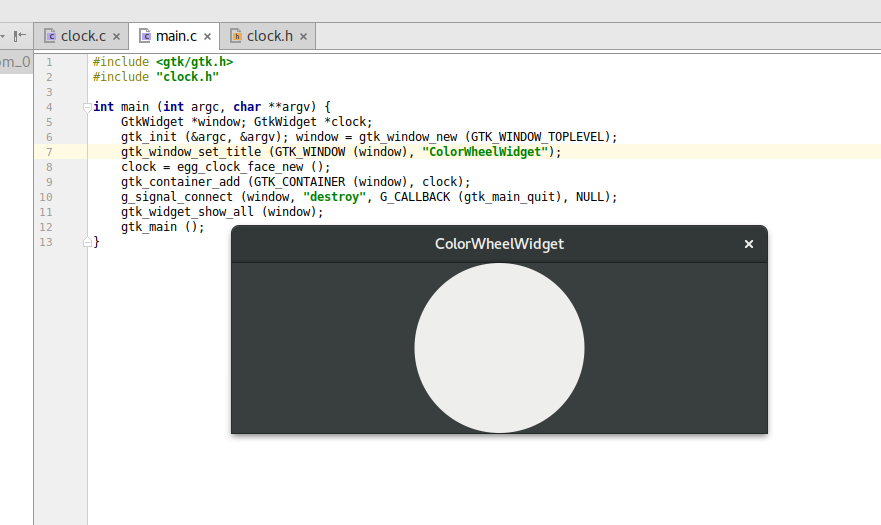 clock.c main.c clock.h
om_0
1 #include <gtk/gtk.h>
2 #include "clock.h"
3
4 int main (int argc, char **argv) {
5 GtkWidget *window; GtkWidget *clock;
6 gtk_init (&argc, &argv); window = gtk_window_new (GTK_WINDOW_TOPLEVEL);
7 gtk_window_set_title (GTK_WINDOW (window), "ColorWheelWidget");
8 clock = egg_clock_face_new ();
9 gtk_container_add (GTK_CONTAINER (window), clock);
10 g_signal_connect (window, "destroy", G_CALLBACK (gtk_main_quit), NULL);
11 gtk_widget_show_all (window);
12 gtk_main ();
13 }
ColorWheelWidget